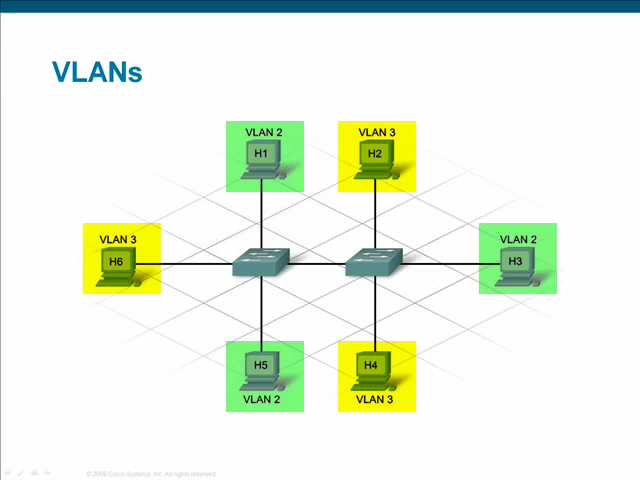 VLANs
VLAN 2
H1
VLAN 3
H2
VLAN 3
H6
VLAN 2
H3
H5
VLAN 2
H4
VLAN 3
© 2009 Cisco Systems, Inc. All rights reserved.